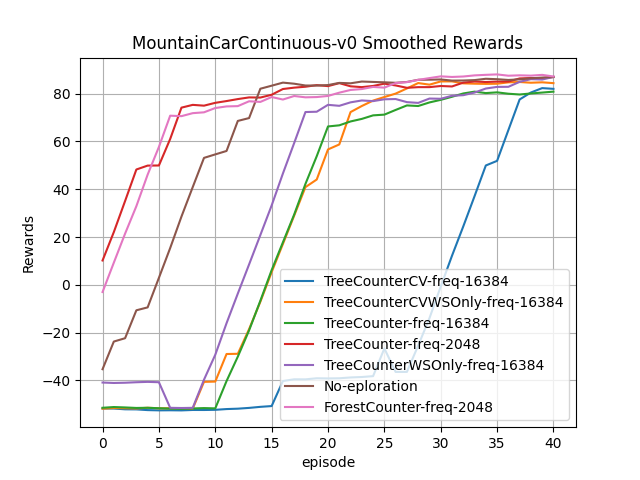 MountainCarContinuous-v0 Smoothed Rewards
Rewards
80
60
40
20
0
−20
−40
TreeCounterCV-freq-16384
TreeCounterCVWSOnly-freq-16384
TreeCounter-freq-16384
TreeCounter-freq-2048
TreeCounterWSOnly-freq-16384
No-eploration
ForestCounter-freq-2048
0 5 10 15 20 25 30 35 40
episode